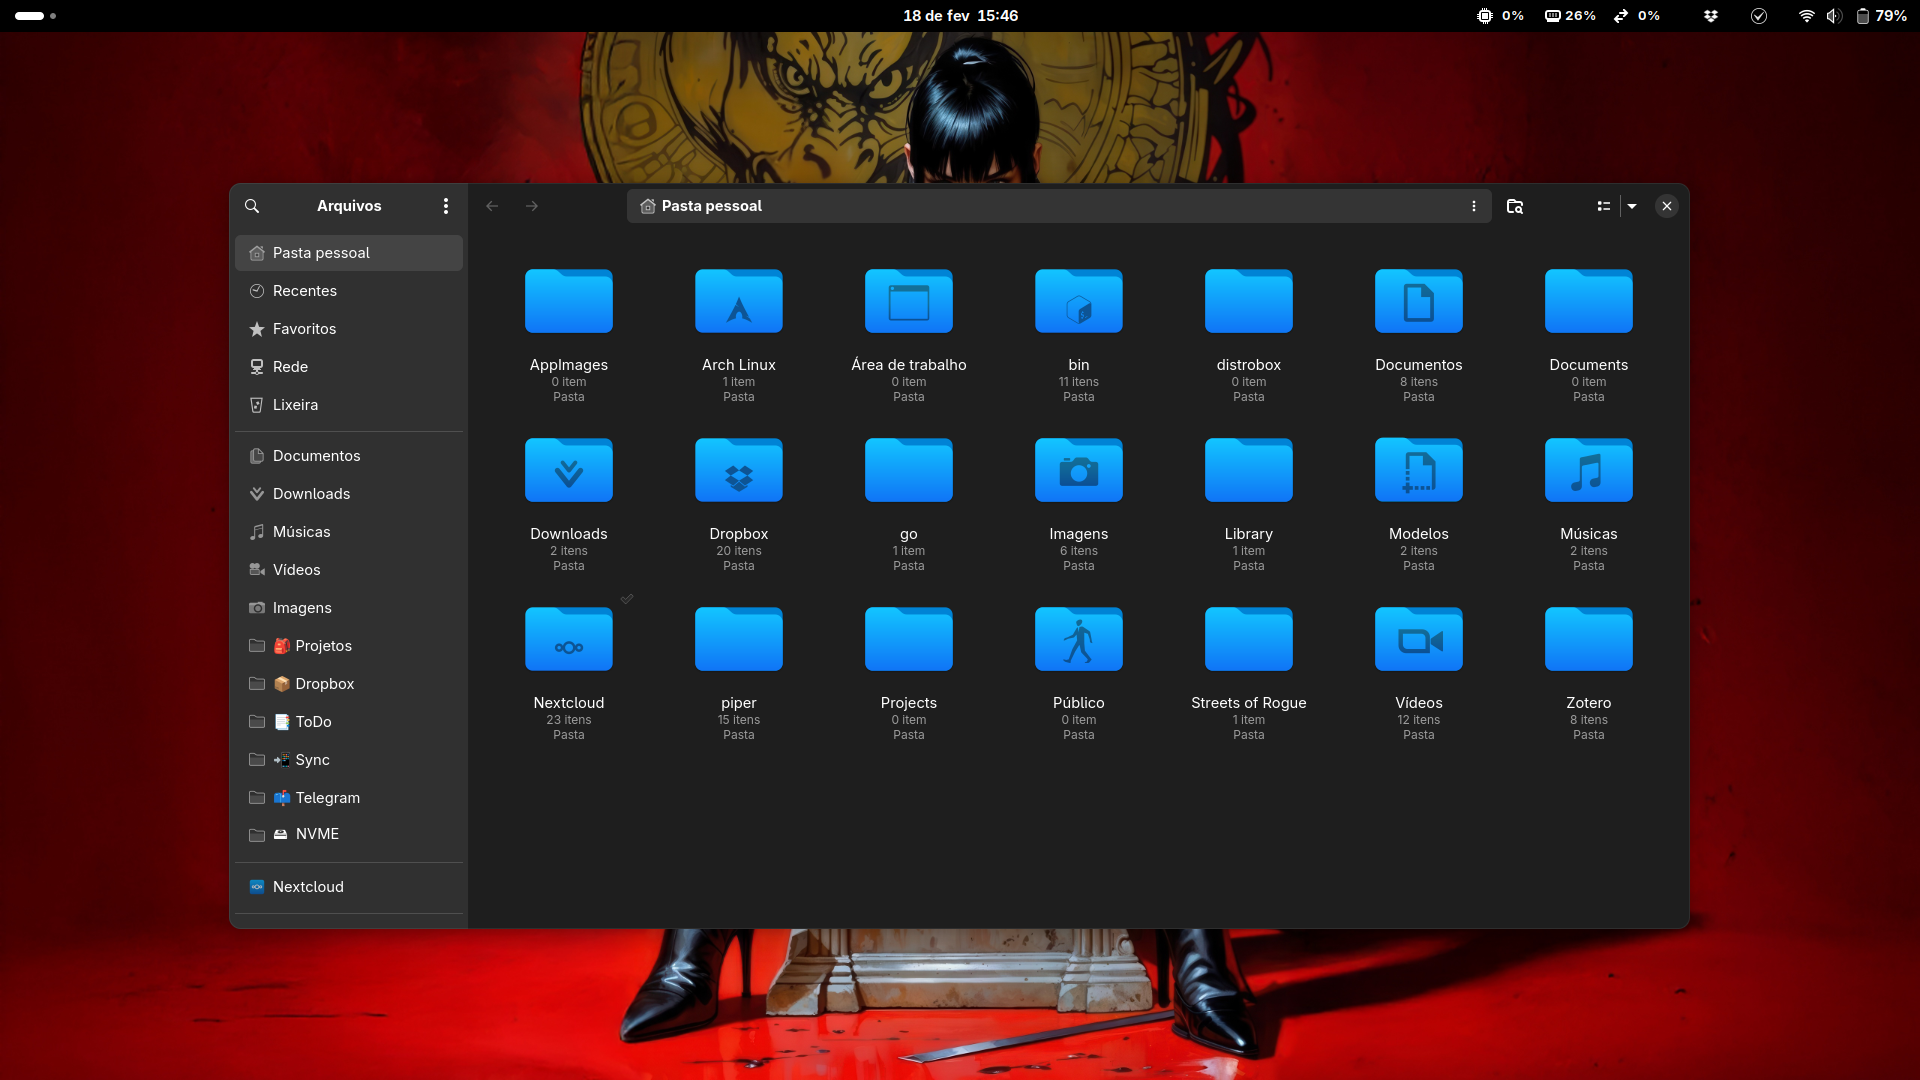 18 de fev 15:46
0%
26%
0%
79%
Arquivos
Pasta pessoal
Pasta pessoal
Recentes
Favoritos
Rede
Lixeira
Documentos
Downloads
Músicas
Vídeos
Imagens
Projetos
Dropbox
ToDo
Sync
Telegram
NVME
Nextcloud
AppImages
0 item
Pasta
Arch Linux
1 item
Pasta
Área de trabalho
0 item
Pasta
bin
11 itens
Pasta
distrobox
0 item
Pasta
Documentos
8 itens
Pasta
Documents
0 item
Pasta
Downloads
2 itens
Pasta
Dropbox
20 itens
Pasta
go
1 item
Pasta
Imagens
6 itens
Pasta
Library
1 item
Pasta
Modelos
2 itens
Pasta
Músicas
2 itens
Pasta
Nextcloud
23 itens
Pasta
piper
15 itens
Pasta
Projects
0 item
Pasta
Público
0 item
Pasta
Streets of Rogue
1 item
Pasta
Vídeos
12 itens
Pasta
Zotero
8 itens
Pasta